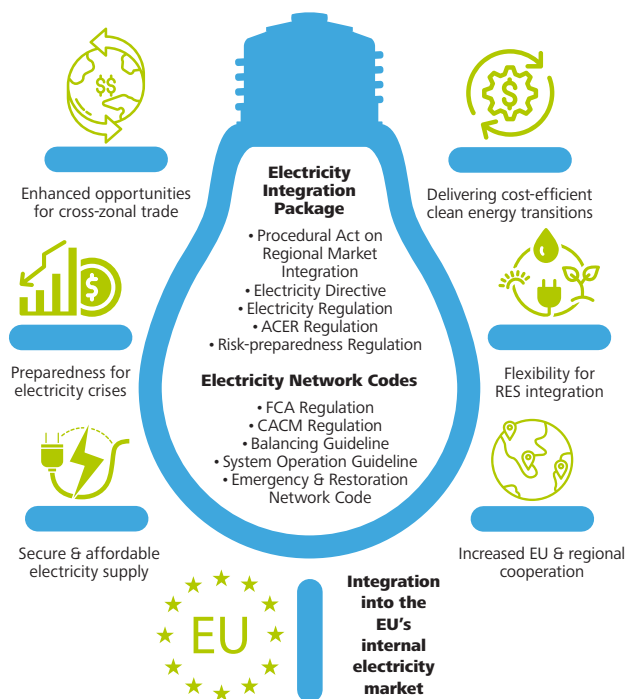 $$
$
Enhanced opportunities
for cross-zonal trade
Delivering cost-efficient
clean energy transitions
Electricity
Integration
Package
• Procedural Act on
Regional Market
Integration
• Electricity Directive
• Electricity Regulation
• ACER Regulation
• Risk-preparedness Regulation
$
Preparedness for
electricity crises
Flexibility for
RES integration
Electricity Network Codes
• FCA Regulation
• CACM Regulation
• Balancing Guideline
• System Operation Guideline
• Emergency & Restoration
Network Code
Secure & affordable
electricity supply
Increased EU & regional
cooperation
EU
Integration
into the
EU's
internal
electricity
market